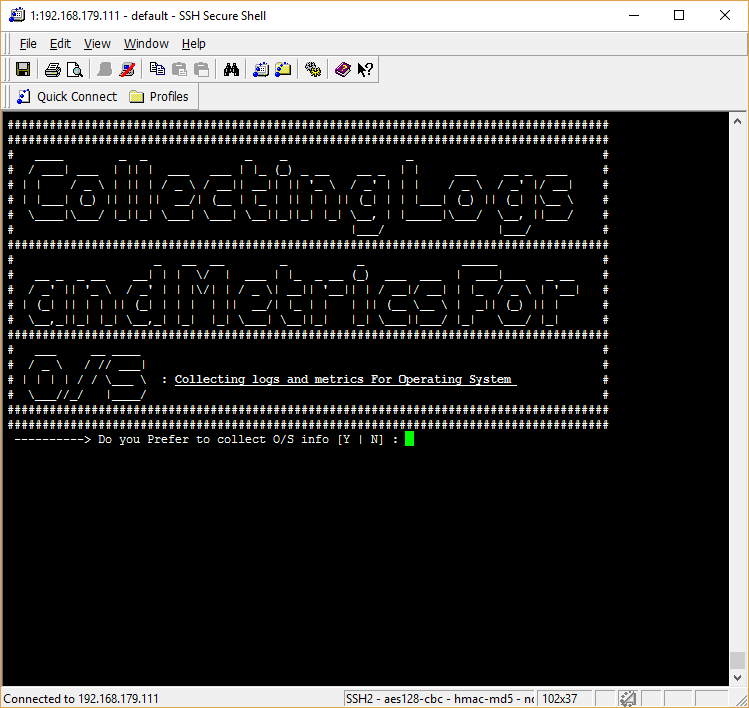 1:192.168.179.111 - default - SSH Secure Shell
File Edit View Window Help
Quick Connect Profiles
CollectingLogs
andMetricsFor
O/S : Collecting logs and metrics For Operating System
----------> Do you Prefer to collect O/S info [Y | N] :
Connected to 192.168.179.111 SSH2 - aes128-cbc - hmac-md5 - 102x37